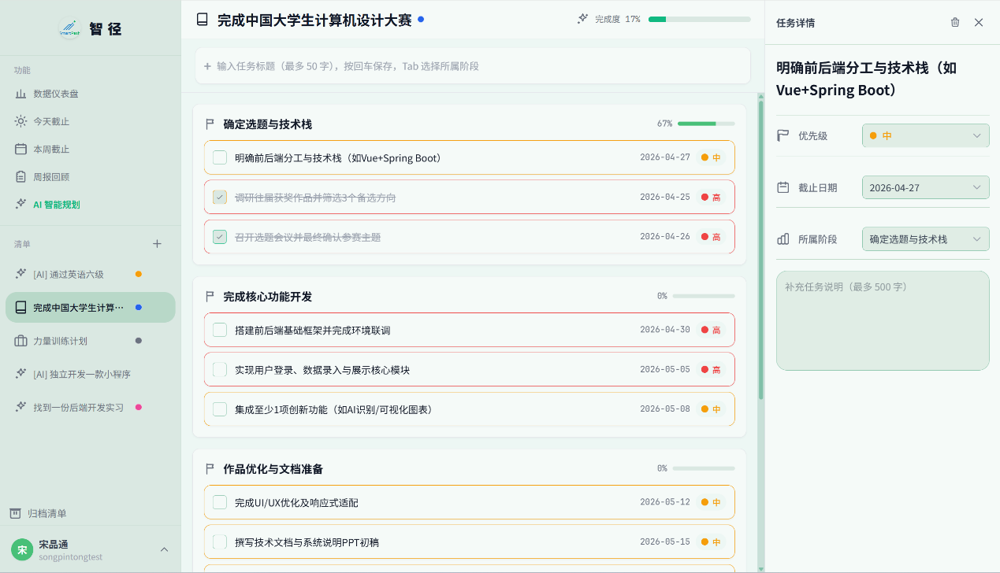 SmartPath
智径
功能
数据仪表盘
今天截止
本周截止
周报回顾
AI 智能规划
清单
[AI] 通过英语六级
完成中国大学生计算···
力量训练计划
[AI] 独立开发一款小程序
找到一份后端开发实习
归档清单
宋
宋品通
songpintongtest
完成中国大学生计算机设计大赛
完成度 17%
+ 输入任务标题（最多 50 字），按回车保存，Tab 选择所属阶段
确定选题与技术栈 67%
明确前后端分工与技术栈（如Vue+Spring Boot） 2026-04-27 中
调研往届获奖作品并筛选3个备选方向 2026-04-25 高
召开选题会议并最终确认参赛主题 2026-04-26 高
完成核心功能开发 0%
搭建前后端基础框架并完成环境联调 2026-04-30 高
实现用户登录、数据录入与展示核心模块 2026-05-05 高
集成至少1项创新功能（如AI识别/可视化图表） 2026-05-08 中
作品优化与文档准备 0%
完成UI/UX优化及响应式适配 2026-05-12 中
撰写技术文档与系统说明PPT初稿 2026-05-15 中
任务详情
明确前后端分工与技术栈（如
Vue+Spring Boot）
优先级 中
截止日期 2026-04-27
所属阶段 确定选题与技术栈
补充任务说明（最多 500 字）